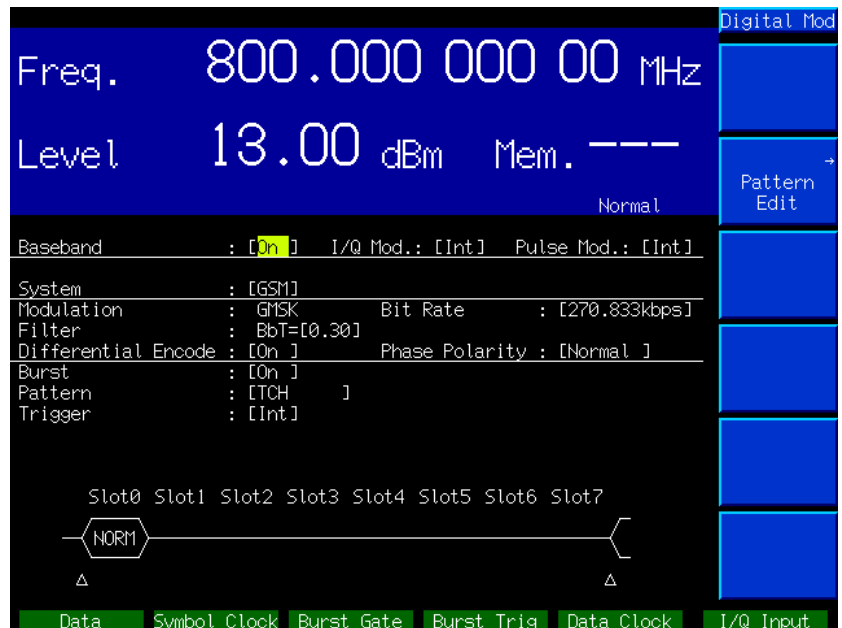 Digital Mod
Freq. 800.000 000 00 MHz
Level 13.00 dBm Mem. ---
Normal
→
Pattern
Edit
Baseband : [On ] I/Q Mod.: [Int] Pulse Mod.: [Int]
System : [GSM]
Modulation : GMSK Bit Rate : [270.833kbps]
Filter : BbT=[0.30]
Differential Encode : [On ] Phase Polarity : [Normal ]
Burst : [On ]
Pattern : [TCH ]
Trigger : [Int]
Slot0 Slot1 Slot2 Slot3 Slot4 Slot5 Slot6 Slot7
NORM
Data Symbol Clock Burst Gate Burst Trig Data Clock I/Q Input